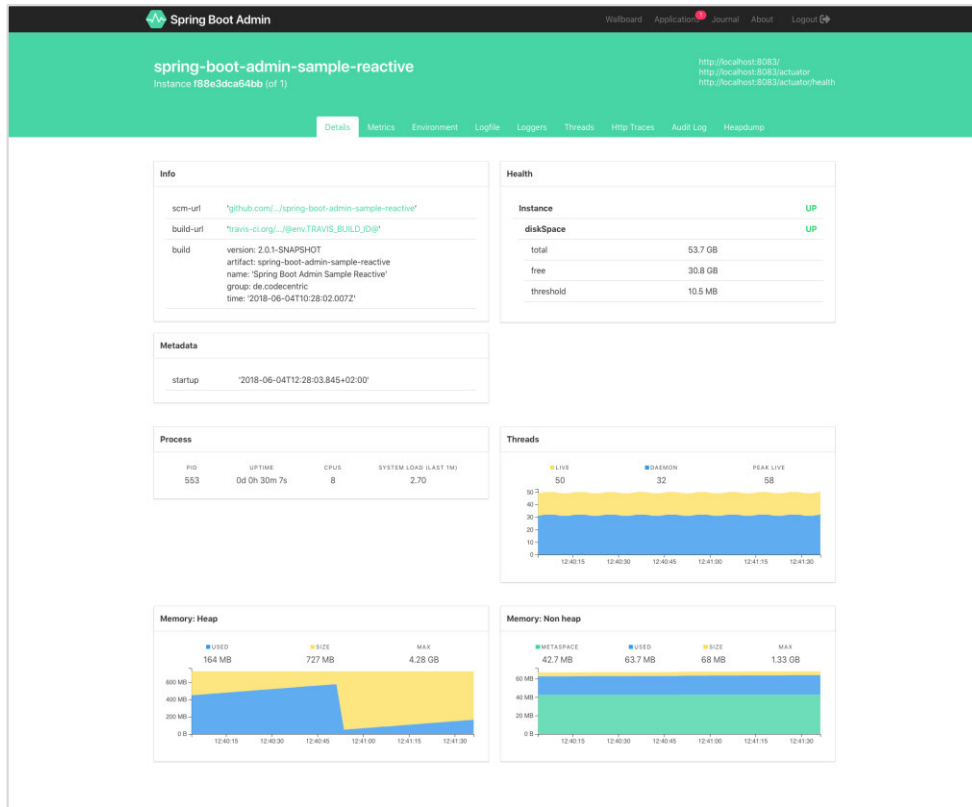 Spring Boot Admin
Wallboard Applications 1 Journal About Logout
spring-boot-admin-sample-reactive
Instance f88e3dca64bb (of 1)
http://localhost:8083/
http://localhost:8083/actuator
http://localhost:8083/actuator/health
Details Metrics Environment Logfile Loggers Threads Http Traces Audit Log Heapdump
Info
scm-url 'github.com/.../spring-boot-admin-sample-reactive'
build-url 'travis-ci.org/.../@env.TRAVIS_BUILD_ID@'
build version: 2.0.1-SNAPSHOT
artifact: spring-boot-admin-sample-reactive
name: 'Spring Boot Admin Sample Reactive'
group: de.codecentric
time: '2018-06-04T10:28:02.007Z'
Health
Instance UP
diskSpace UP
total 53.7 GB
free 30.8 GB
threshold 10.5 MB
Metadata
startup '2018-06-04T12:28:03.845+02:00'
Process
PID UPTIME CPUS SYSTEM LOAD (LAST 1M)
553 0d 0h 30m 7s 8 2.70
Threads
LIVE DAEMON PEAK LIVE
50 32 58
50
40
30
20
10
0
12:40:15 12:40:30 12:40:45 12:41:00 12:41:15 12:41:30
Memory: Heap
USED SIZE MAX
164 MB 727 MB 4.28 GB
600 MB
400 MB
200 MB
0 B
12:40:15 12:40:30 12:40:45 12:41:00 12:41:15 12:41:30
Memory: Non heap
METASPACE USED SIZE MAX
42.7 MB 63.7 MB 68 MB 1.33 GB
60 MB
40 MB
20 MB
0 B
12:40:15 12:40:30 12:40:45 12:41:00 12:41:15 12:41:30